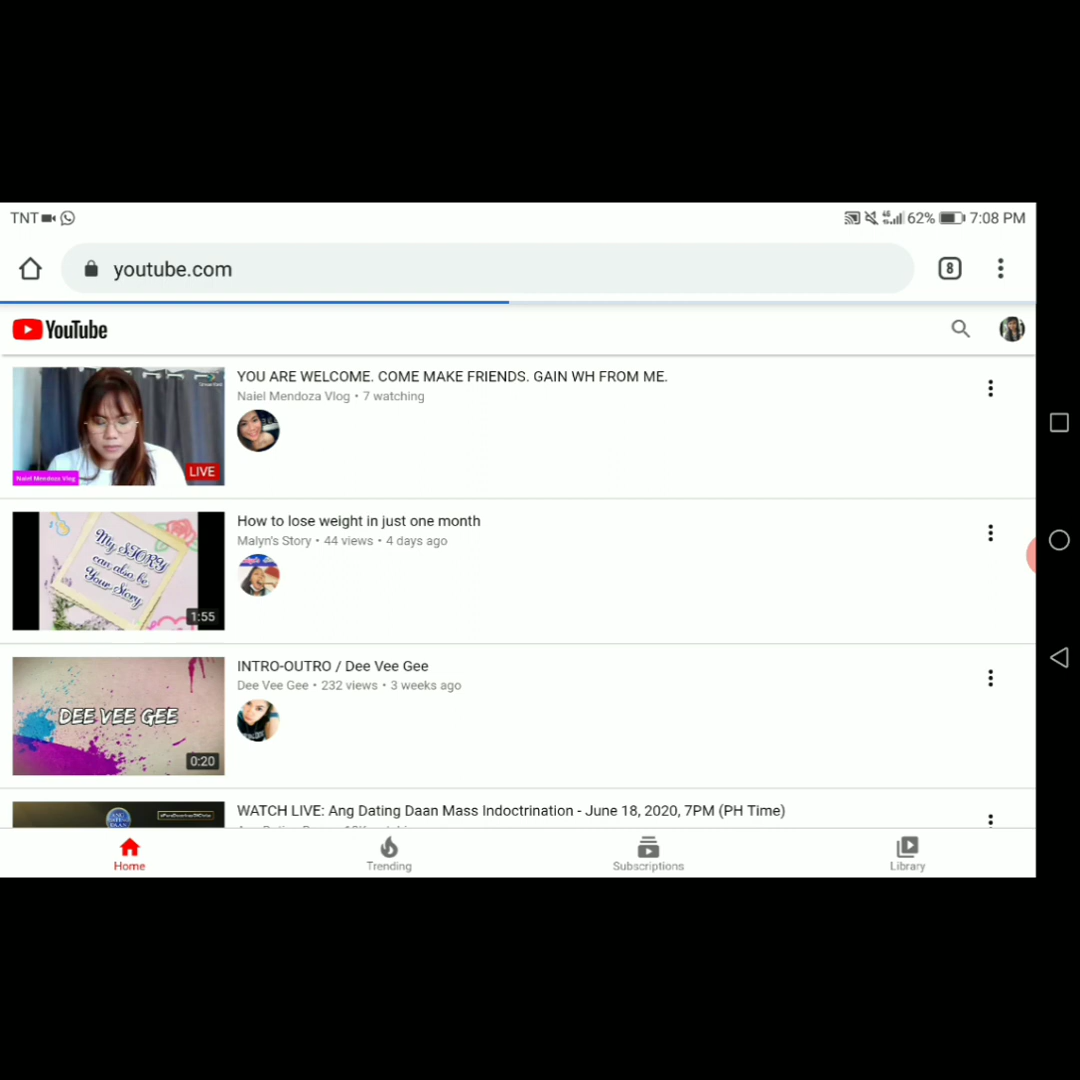 TNT 62% 7:08 PM
youtube.com 8
YouTube
YOU ARE WELCOME. COME MAKE FRIENDS. GAIN WH FROM ME.
Naiel Mendoza Vlog • 7 watching
LIVE
Naiel Mendoza Vlog
How to lose weight in just one month
Malyn's Story • 44 views • 4 days ago
My STORY
can also be
Your Story
1:55
INTRO-OUTRO / Dee Vee Gee
Dee Vee Gee • 232 views • 3 weeks ago
DEE VEE GEE
0:20
WATCH LIVE: Ang Dating Daan Mass Indoctrination - June 18, 2020, 7PM (PH Time)
ANG
DATING
DAAN
Home Trending Subscriptions Library